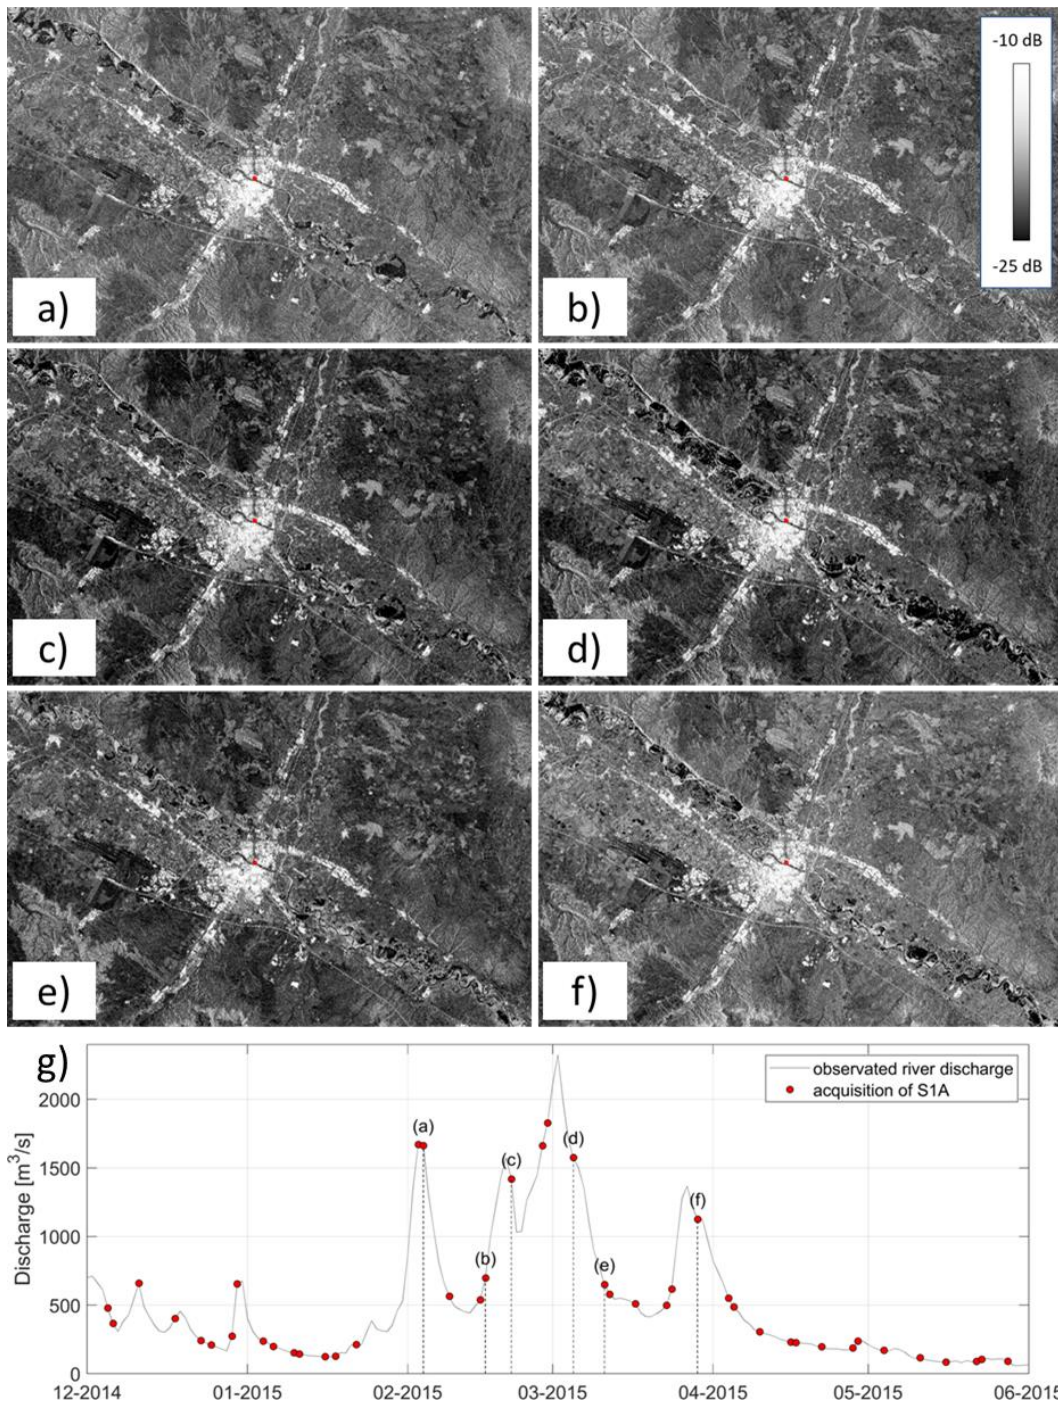 -10 dB
-25 dB
a)
b)
c)
d)
e)
f)
g)
observated river discharge
acquisition of S1A
2000
1500
1000
500
0
Discharge [m³/s]
(a)
(b)
(c)
(d)
(e)
(f)
12-2014
01-2015
02-2015
03-2015
04-2015
05-2015
06-2015